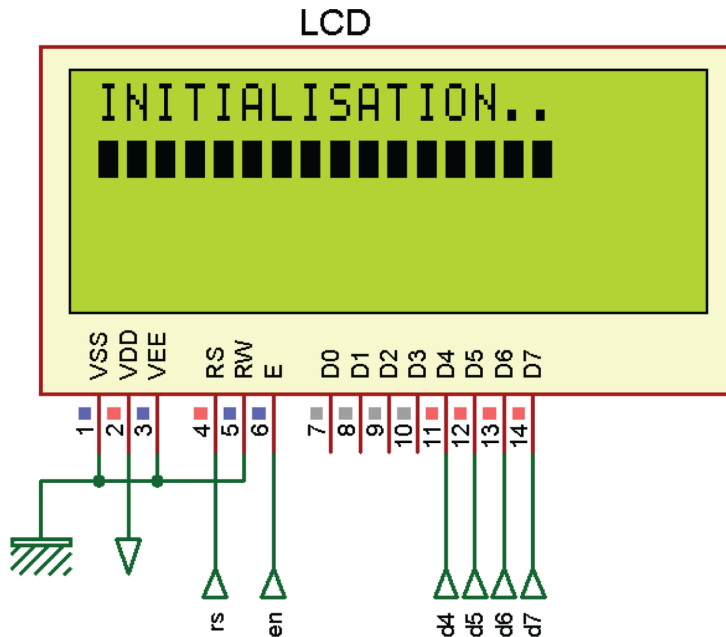 LCD
INITIALISATION..
VSS VDD VEE RS RW E D0 D1 D2 D3 D4 D5 D6 D7
1 2 3 4 5 6 7 8 9 10 11 12 13 14
rs en d4 d5 d6 d7